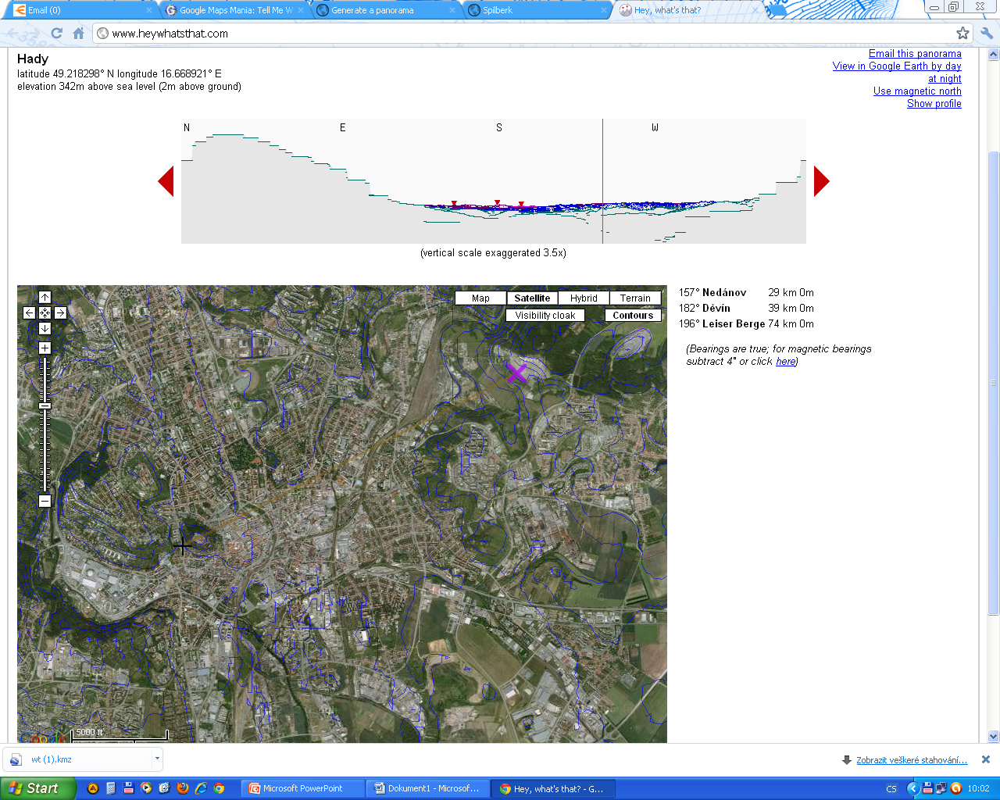 Email (0)
Google Maps Mania: Tell Me W
Generate a panorama
Spilberk
Hey, what's that?
www.heywhatsthat.com
Hady
latitude 49.218298° N longitude 16.668921° E
elevation 342m above sea level (2m above ground)
Email this panorama
View in Google Earth by day
at night
Use magnetic north
Show profile
N E S W
(vertical scale exaggerated 3.5x)
Map Satellite Hybrid Terrain
Visibility cloak Contours
157° Nedánov 29 km 0m
182° Děvín 39 km 0m
196° Leiser Berge 74 km 0m
(Bearings are true; for magnetic bearings
subtract 4° or click here)
Google
5000 ft
wt (1).kmz
Zobrazit veškeré stahování...
Start
Microsoft PowerPoint
Dokument1 - Microsof...
Hey, what's that? - G...
CS
10:02